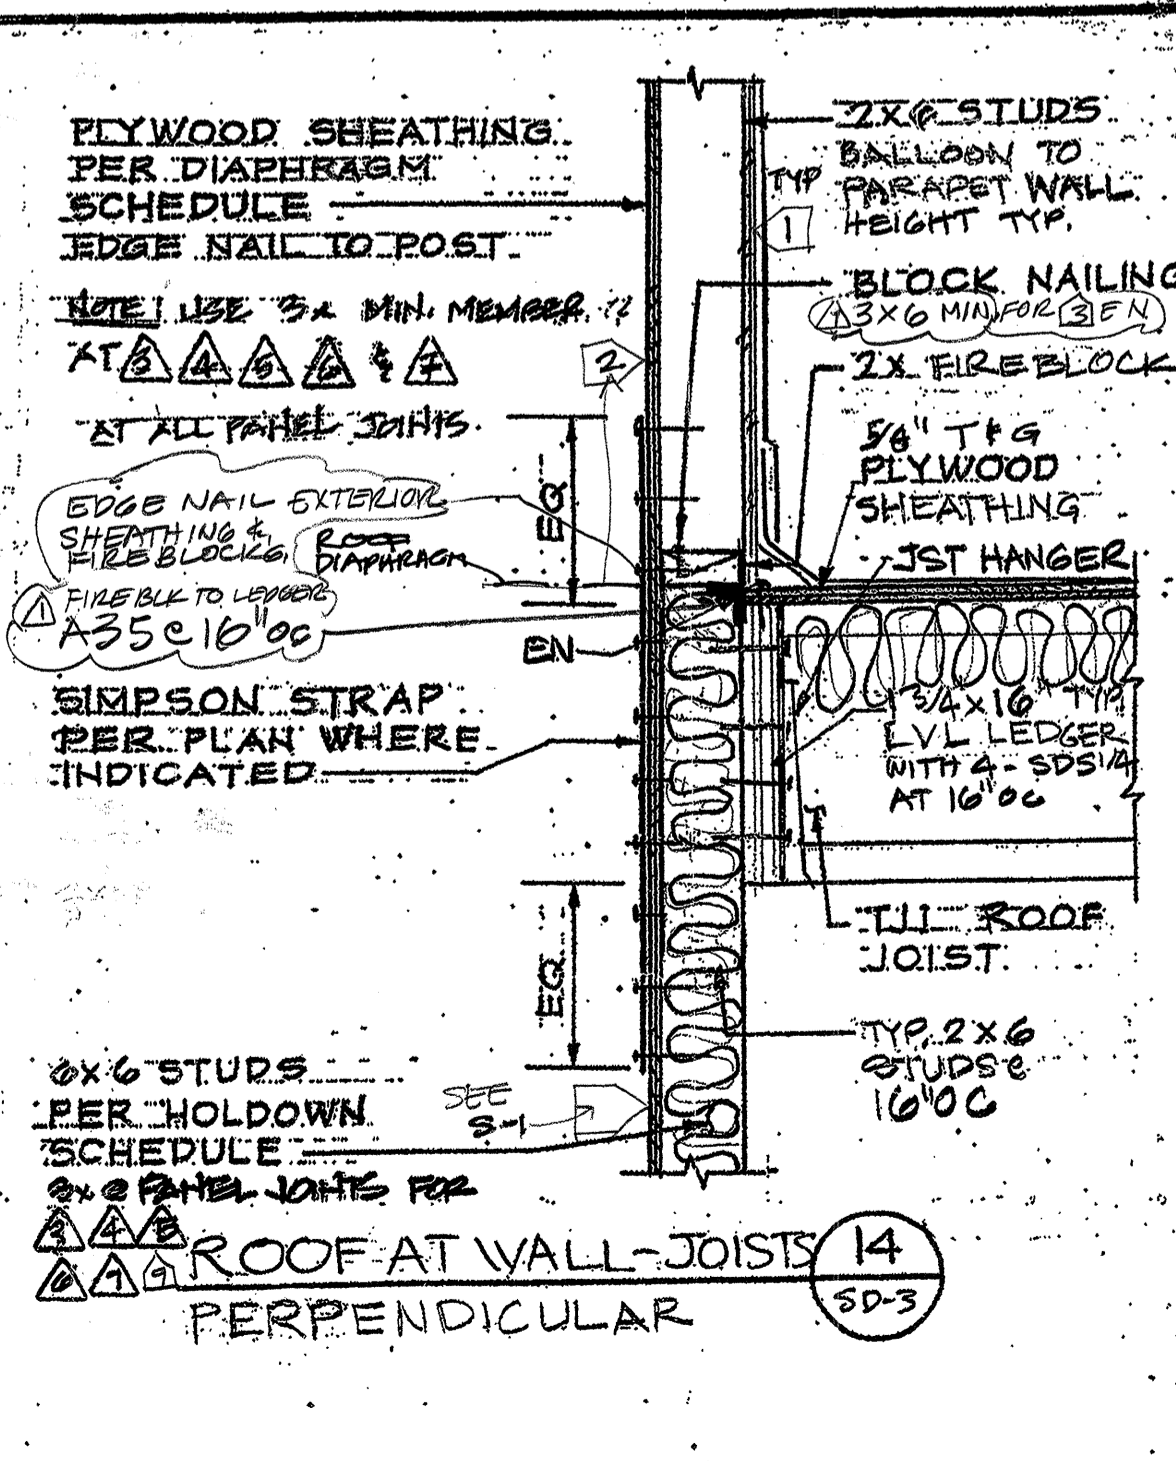 PLYWOOD SHEATHING
PER DIAPHRAGM
SCHEDULE
EDGE NAIL TO POST
NOTE! USE 3x MIN. MEMBER
AT 3 4 5 6 & 7
AT ALL PANEL JOINTS.
EDGE NAIL EXTERIOR
SHEATHING &
FIREBLOCKS,
ROOF
DIAPHRAGM
1 FIREBLK TO LEDGER
A35 @ 16" OC
SIMPSON STRAP
PER PLAN WHERE
INDICATED
6X6 STUDS
PER HOLDOWN
SCHEDULE
3x @ PANEL JOINTS FOR
3 4 5
6 7 9
2
EQ
EN
EQ
SEE
S-1
2X6 STUDS
BALLOON TO
PARAPET WALL
HEIGHT TYP.
TYP
1
BLOCK NAILING
1 3X6 MIN FOR 3 EN
2X FIREBLOCK
5/8" T&G
PLYWOOD
SHEATHING
JST HANGER
1 3/4 X 16" TYP
LVL LEDGER
WITH 4-SDS 1/4
AT 16" OC
TJI ROOF
JOIST
TYP. 2X6
STUDS @
16" OC
ROOF AT WALL-JOISTS
PERPENDICULAR
14
SD-3